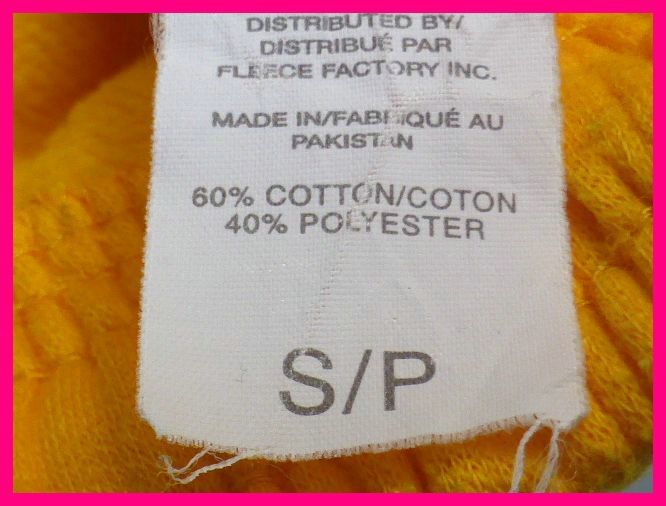 DISTRIBUTED BY/
DISTRIBUÉ PAR
FLEECE FACTORY INC.
MADE IN/FABRIQUÉ AU
PAKISTAN
60% COTTON/COTON
40% POLYESTER
S/P